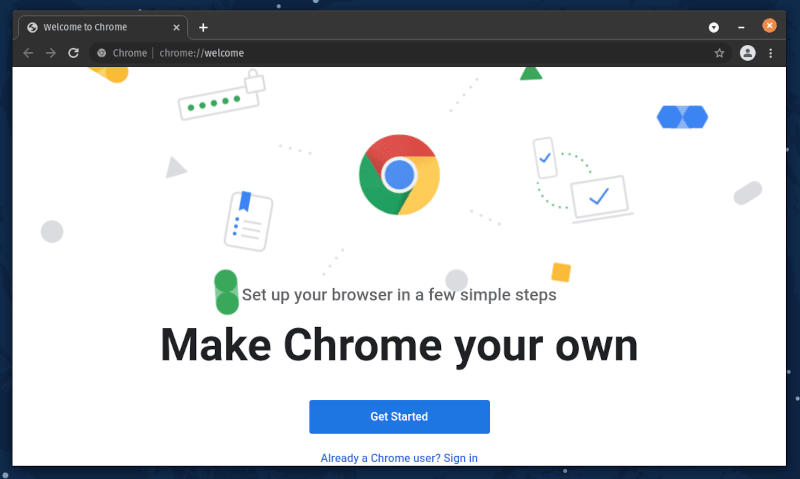 Welcome to Chrome
Chrome | chrome://welcome
Set up your browser in a few simple steps
Make Chrome your own
Get Started
Already a Chrome user? Sign in